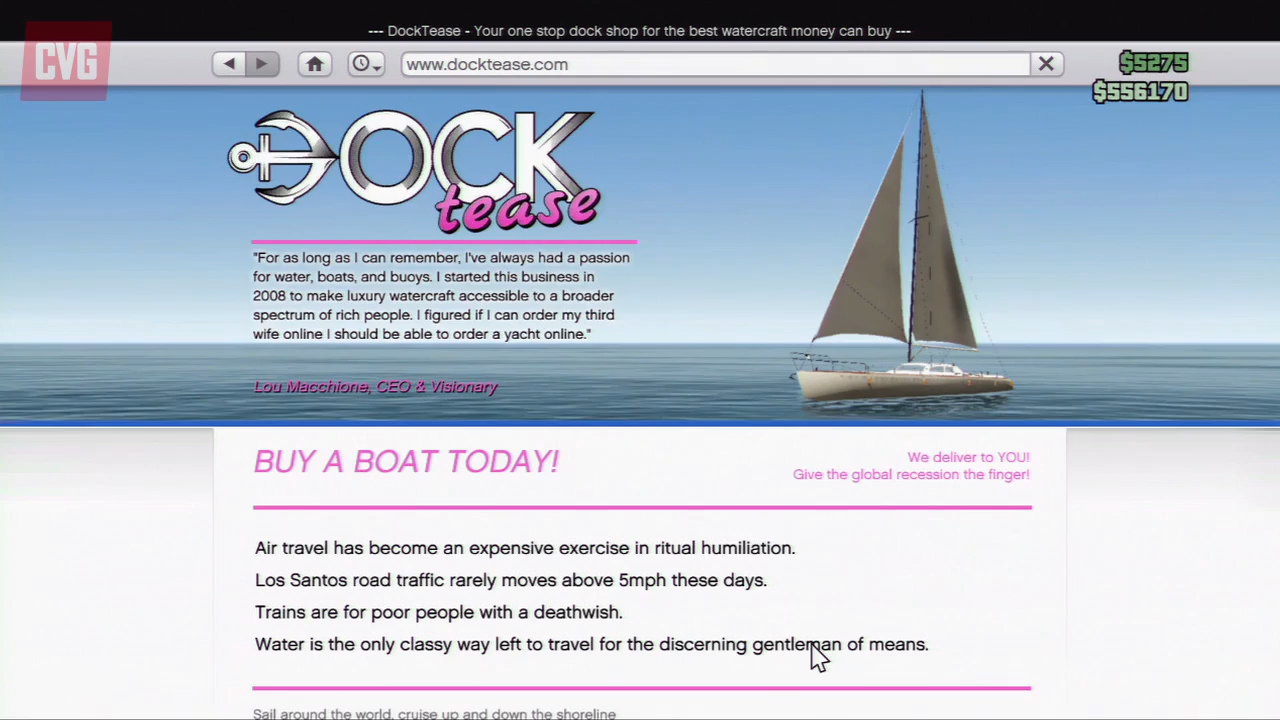 --- DockTease - Your one stop dock shop for the best watercraft money can buy ---
CVG
www.docktease.com
$5275
$556170
DOCK
tease
"For as long as I can remember, I've always had a passion
for water, boats, and buoys. I started this business in
2008 to make luxury watercraft accessible to a broader
spectrum of rich people. I figured if I can order my third
wife online I should be able to order a yacht online."
Lou Macchione, CEO & Visionary
BUY A BOAT TODAY!
We deliver to YOU!
Give the global recession the finger!
Air travel has become an expensive exercise in ritual humiliation.
Los Santos road traffic rarely moves above 5mph these days.
Trains are for poor people with a deathwish.
Water is the only classy way left to travel for the discerning gentleman of means.
Sail around the world, cruise up and down the shoreline